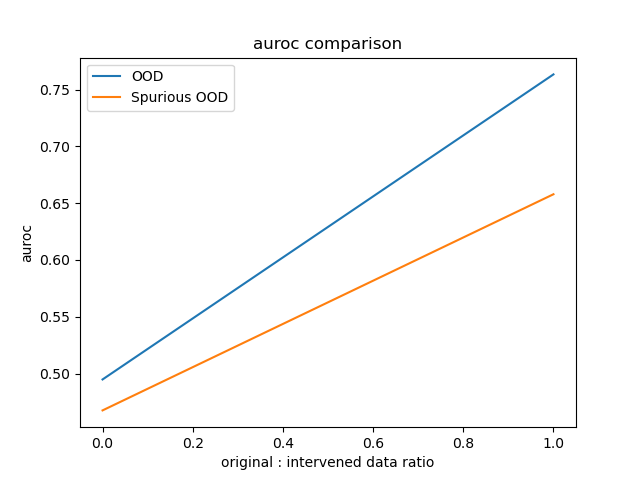 auroc comparison
OOD
Spurious OOD
0.75
0.70
0.65
0.60
0.55
0.50
auroc
0.0 0.2 0.4 0.6 0.8 1.0
original : intervened data ratio